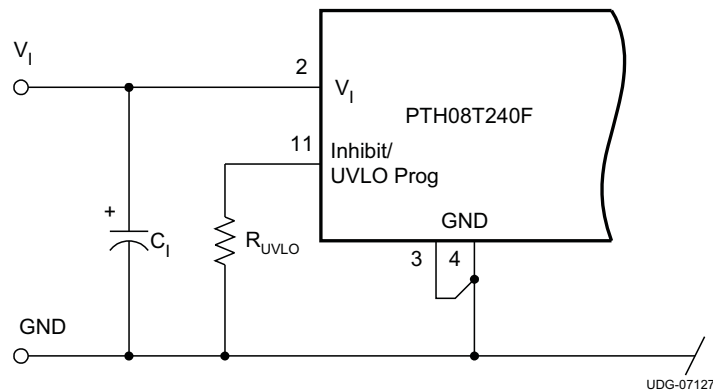 V_I
2
V_I
PTH08T240F
11
Inhibit/
UVLO Prog
GND
+
C_I
R_UVLO
3
4
GND
UDG-07127